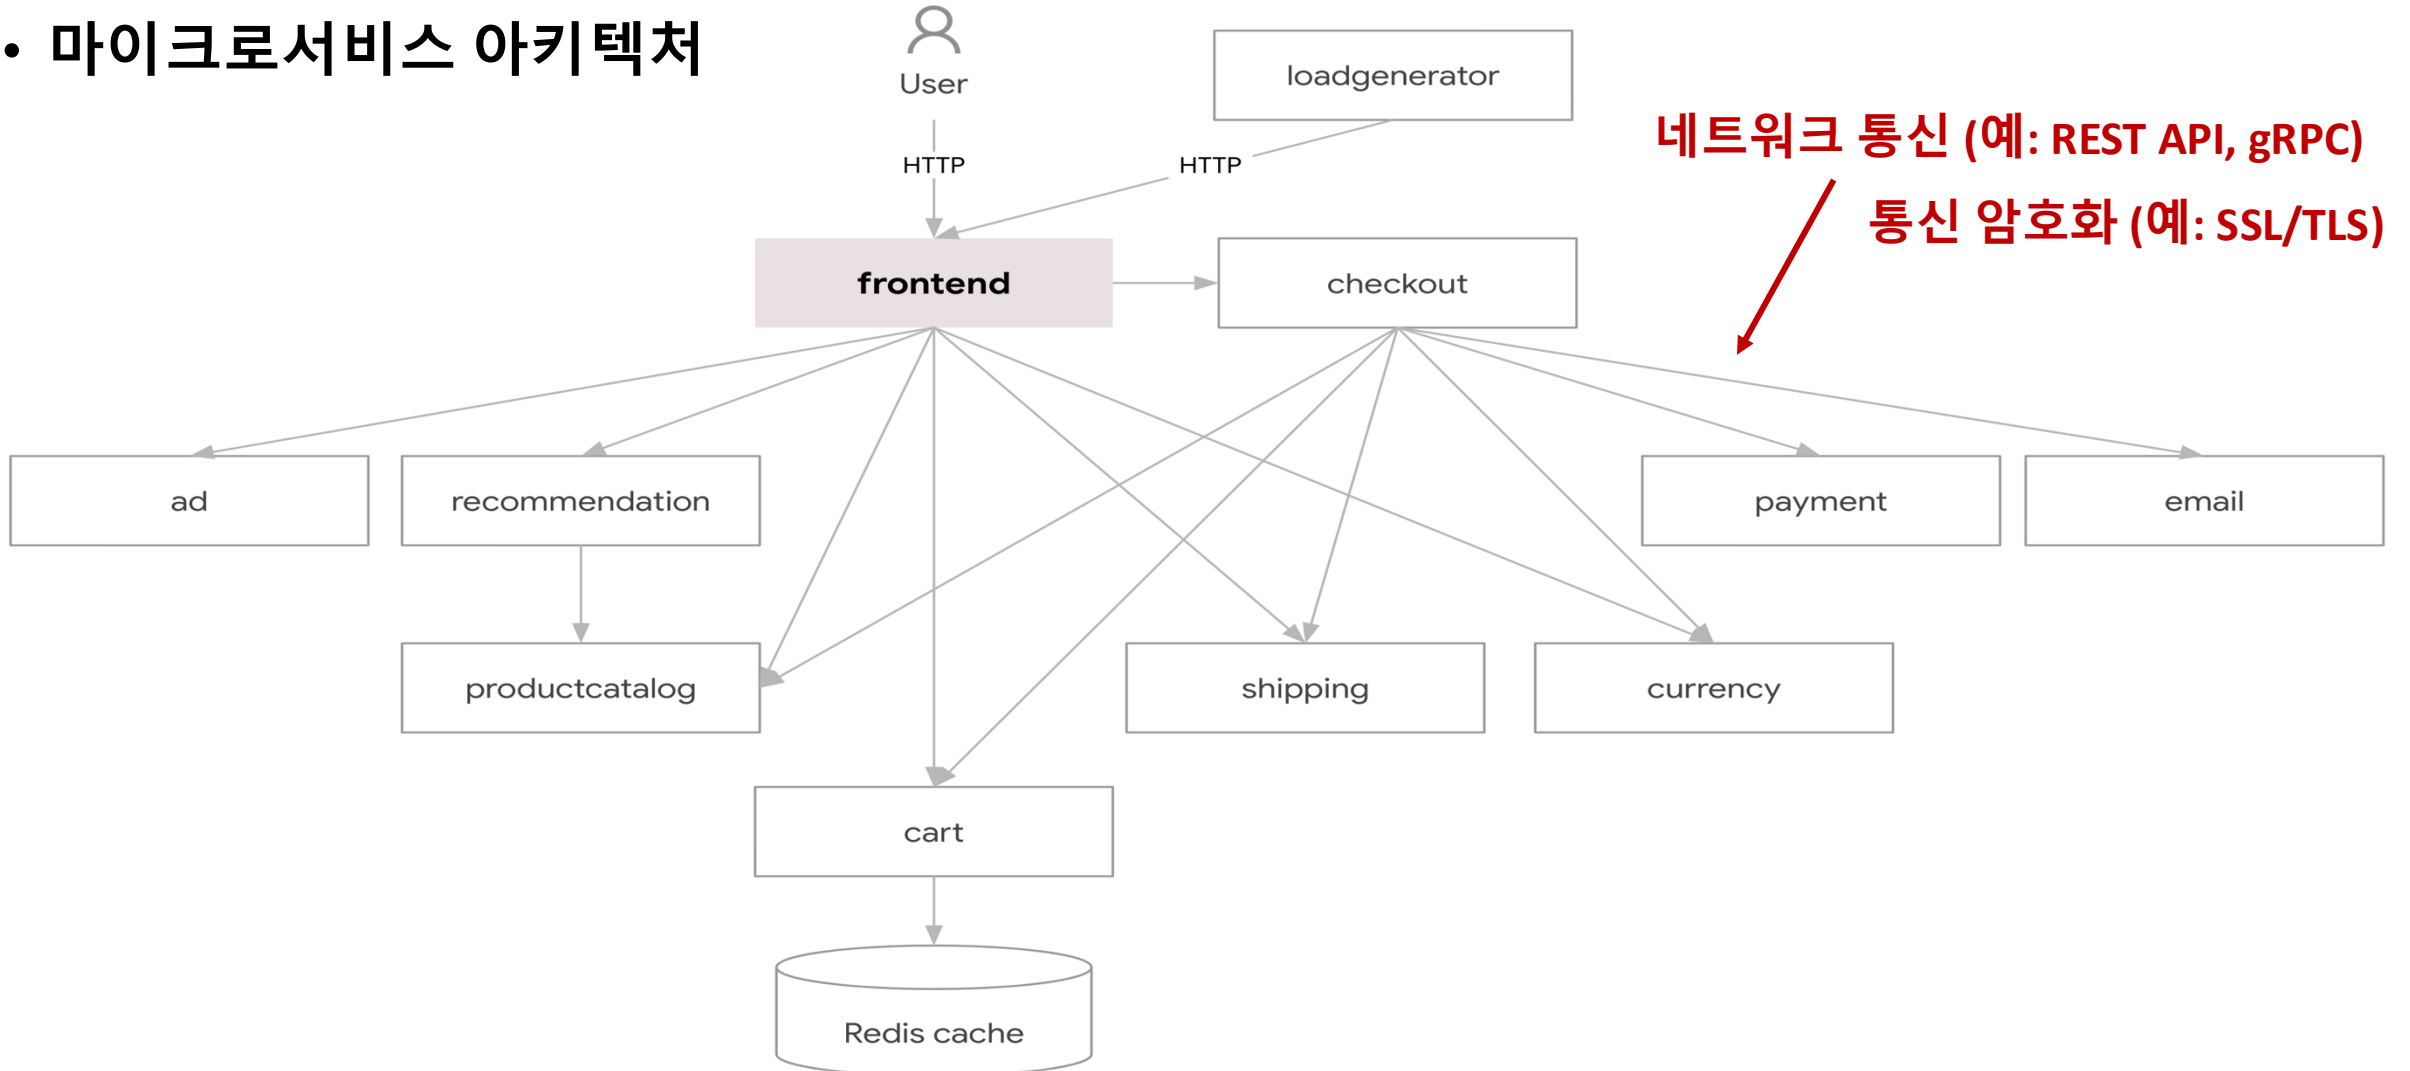 • 마이크로서비스 아키텍처
User
loadgenerator
네트워크 통신 (예: REST API, gRPC)
HTTP
HTTP
통신 암호화 (예: SSL/TLS)
frontend
checkout
ad
recommendation
payment
email
productcatalog
shipping
currency
cart
Redis cache